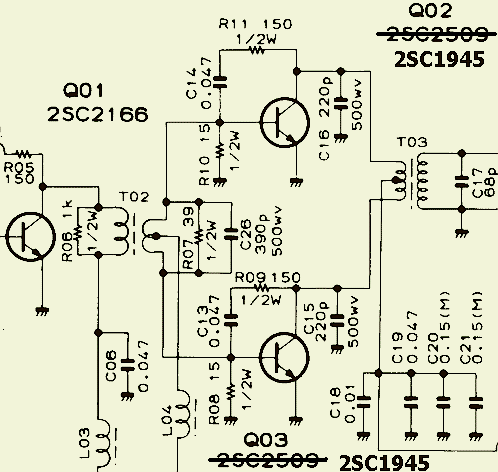 Q02
2SC2509
2SC1945
R11 150
1/2W
C14
0.047
Q01
2SC2166
R10 15
1/2W
C16 220p
500wv
T03
C17
68p
R05
150
T02
R06 1k
1/2W
R07 39
1/2W
C26
390p
500wv
R09 150
1/2W
C13
0.047
C15
220p
500wv
C19
0.047
C20
0.15(M)
C21
0.15(M)
C08
0.047
R08 15
1/2W
C18
0.01
L04
L03
Q03
2SC2509
2SC1945